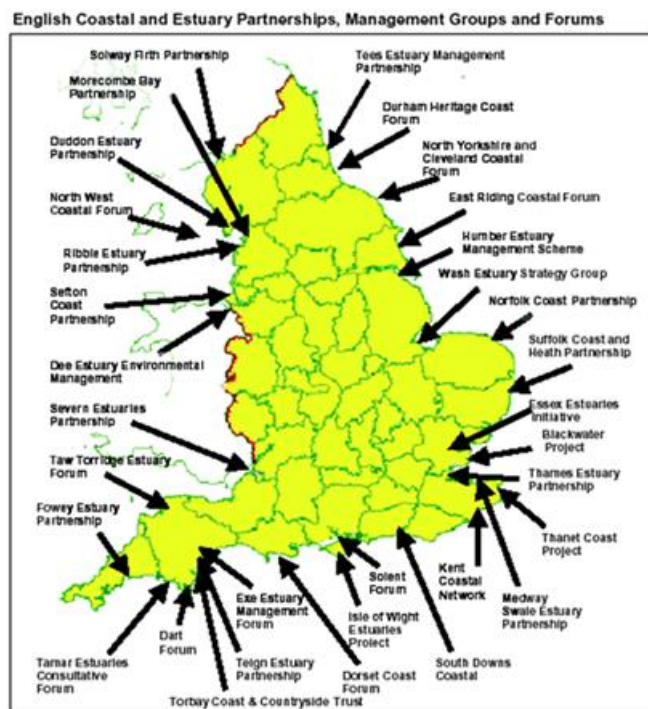 English Coastal and Estuary Partnerships, Management Groups and Forums
Solway Firth Partnership
Morecombe Bay
Partnership
Duddon Estuary
Partnership
North West
Coastal Forum
Ribble Estuary
Partnership
Sefton
Coast
Partnership
Dee Estuary Environmental
Management
Severn Estuaries
Partnership
Taw Torridge Estuary
Forum
Fowey Estuary
Partnership
Tamar Estuaries
Consultative
Forum
Dart
Forum
Exe Estuary
Management
Forum
Teign Estuary
Partnership
Torbay Coast & Countryside Trust
Dorset Coast
Forum
Isle of Wight
Estuaries
Project
Solent
Forum
South Downs
Coastal
Kent
Coastal
Network
Medway
Swale Estuary
Partnership
Thanet Coast
Project
Thames Estuary
Partnership
Blackwater
Project
Essex Estuaries
Initiative
Suffolk Coast and
Heath Partnership
Norfolk Coast Partnership
Wash Estuary Strategy Group
Humber Estuary
Management Scheme
East Riding Coastal Forum
North Yorkshire and
Cleveland Coastal
Forum
Durham Heritage Coast
Forum
Tees Estuary Management
Partnership